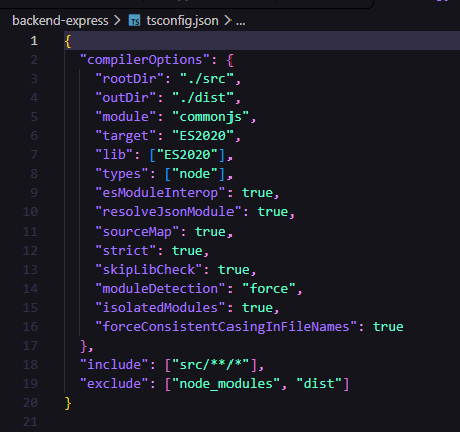 backend-express > tsconfig.json > ...
1 {
2 "compilerOptions": {
3 "rootDir": "./src",
4 "outDir": "./dist",
5 "module": "commonjs",
6 "target": "ES2020",
7 "lib": ["ES2020"],
8 "types": ["node"],
9 "esModuleInterop": true,
10 "resolveJsonModule": true,
11 "sourceMap": true,
12 "strict": true,
13 "skipLibCheck": true,
14 "moduleDetection": "force",
15 "isolatedModules": true,
16 "forceConsistentCasingInFileNames": true
17 },
18 "include": ["src/**/*"],
19 "exclude": ["node_modules", "dist"]
20 }
21